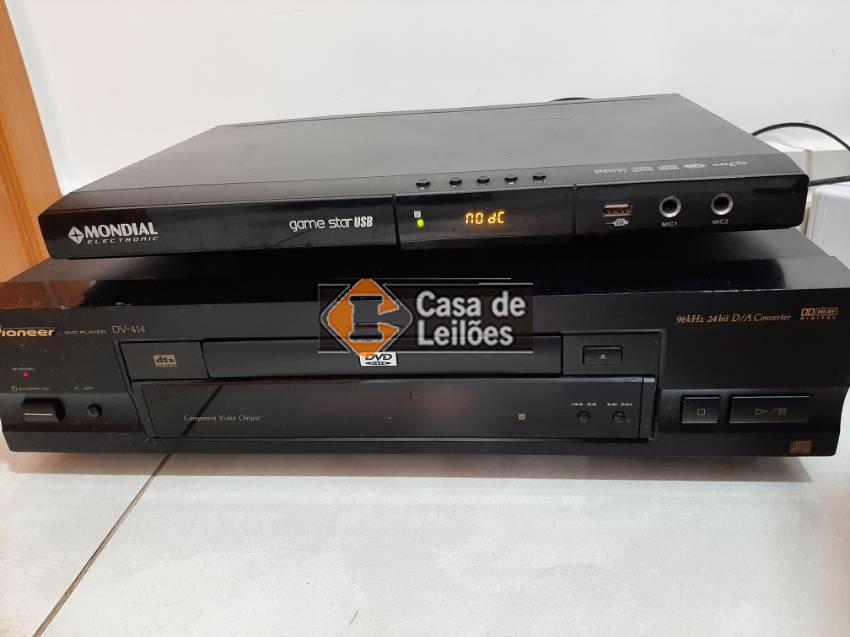 MONDIAL
ELECTRONIC
game star USB
no dC
MIC1
MIC2
Casa de
Leilões
Pioneer
DVD PLAYER
DV-414
96kHz 24bit D/A Converter
DOLBY
DIGITAL
dts
DVD
VIDEO
Component Video Output